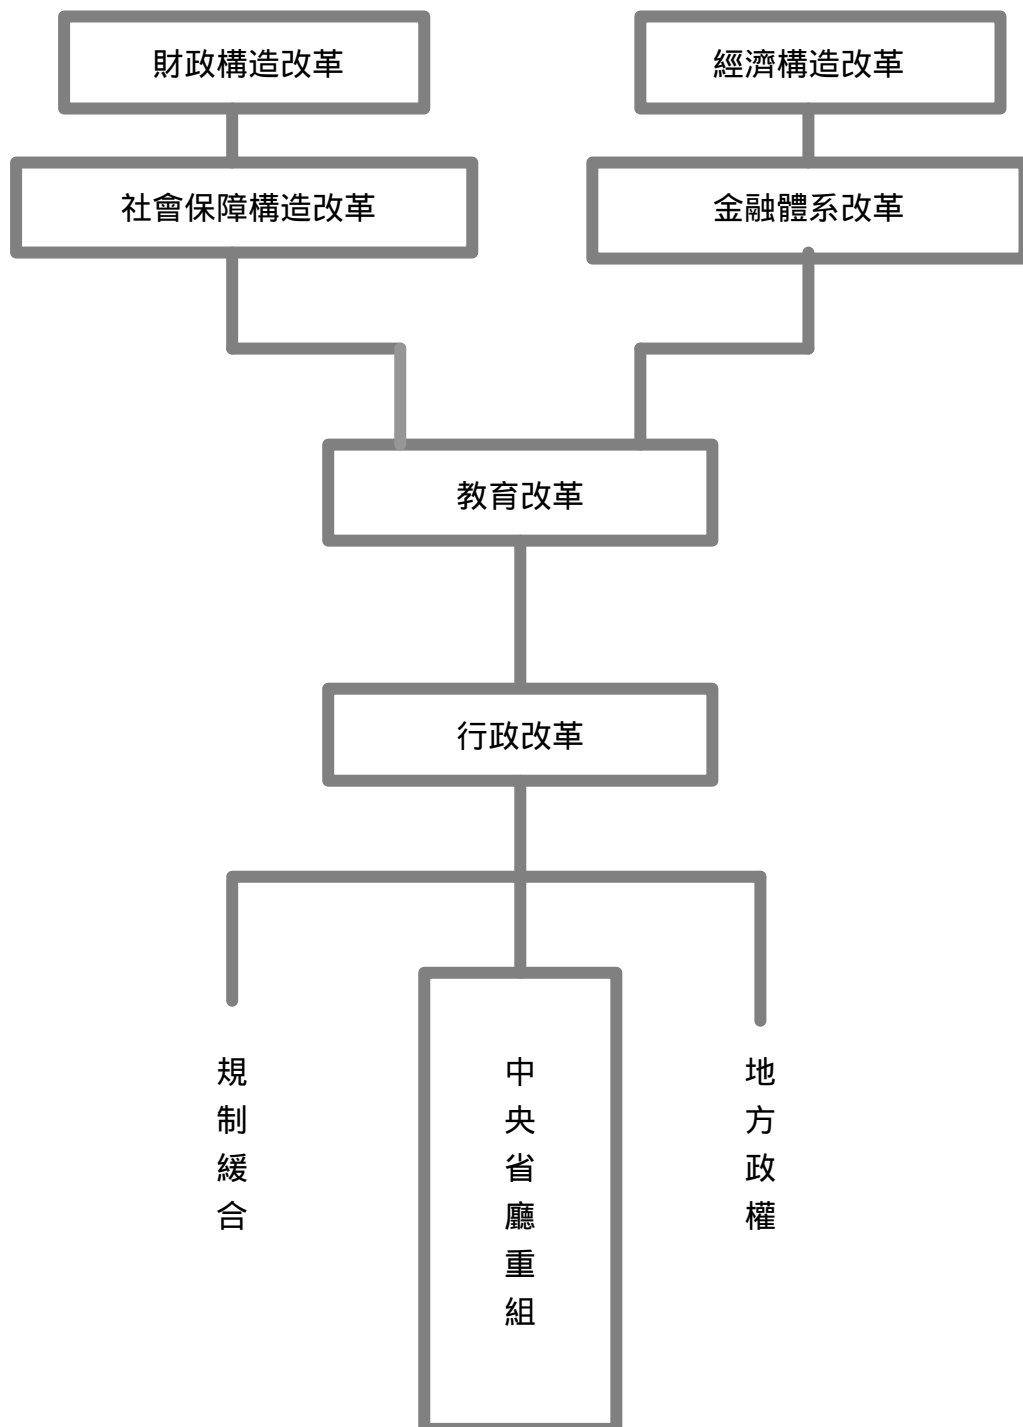 財政構造改革
經濟構造改革
社會保障構造改革
金融體系改革
教育改革
行政改革
規制緩合
中央省廳重組
地方政權